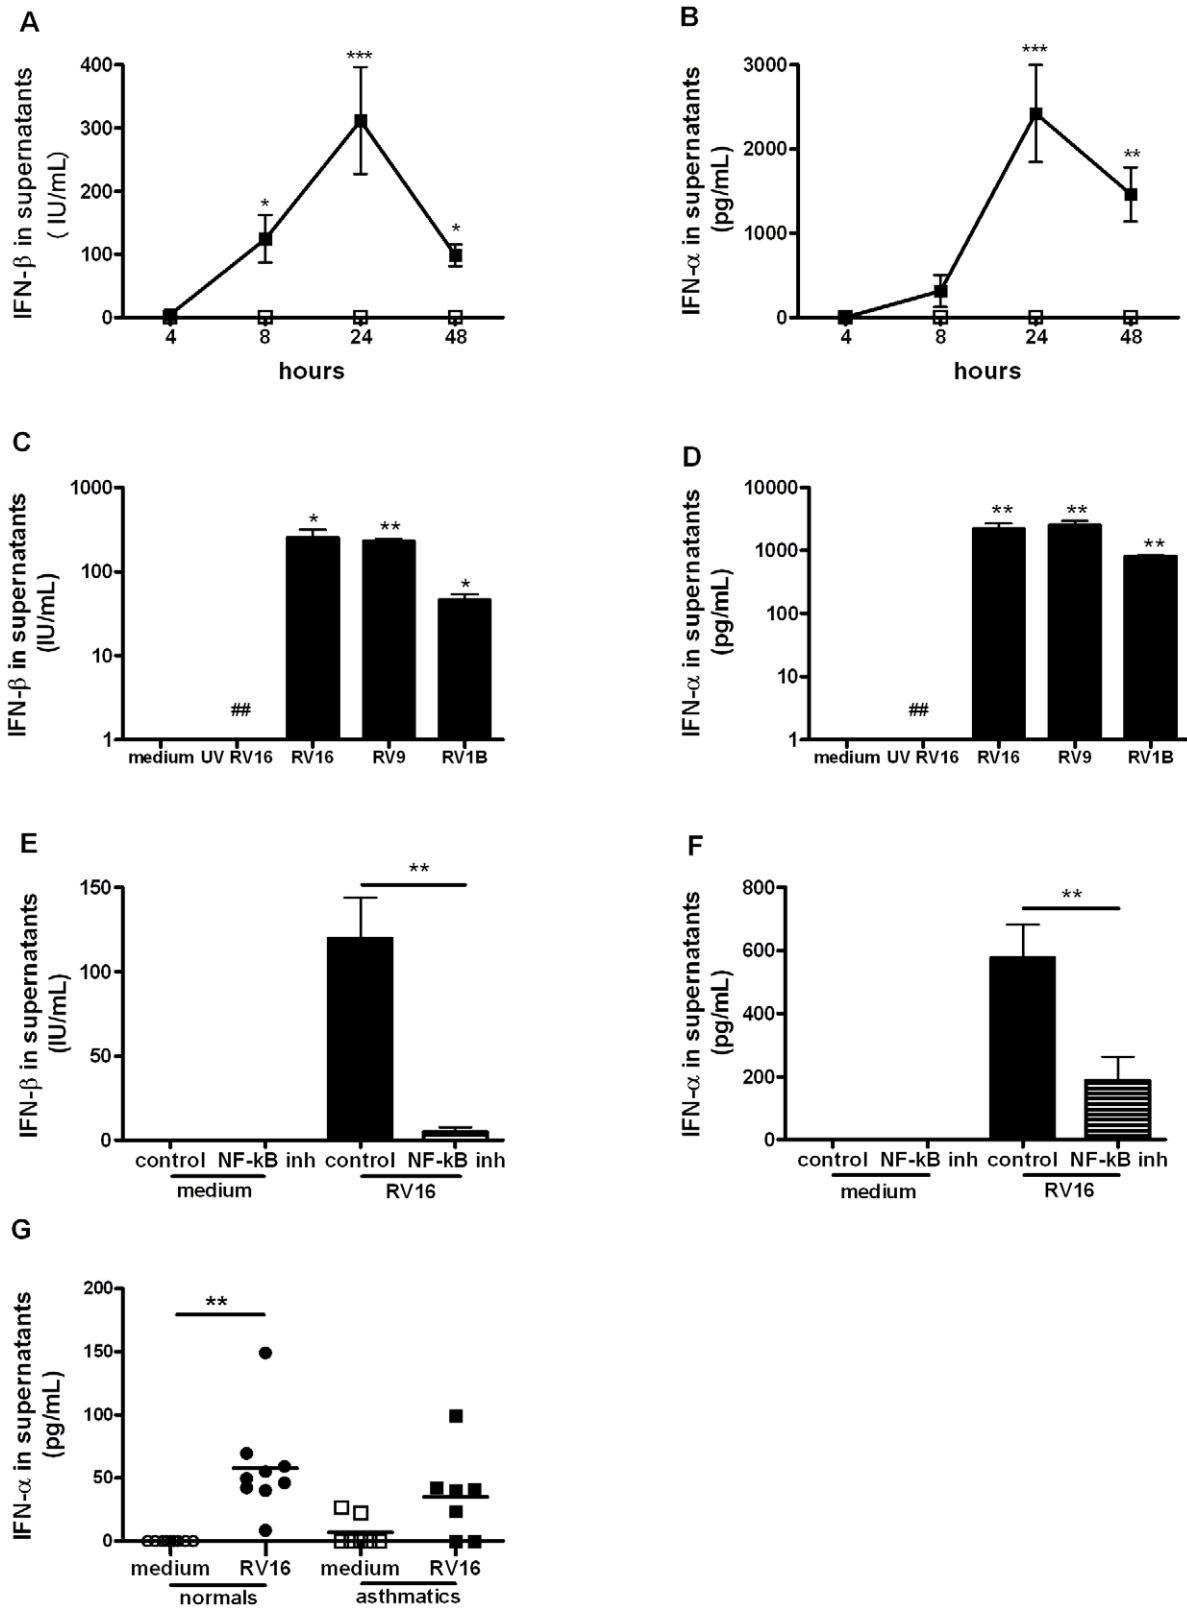 A
IFN-β in supernatants
( IU/mL)
400
300
200
100
0
*
***
*
4 8 24 48
hours
B
IFN-α in supernatants
(pg/mL)
3000
2000
1000
0
***
**
4 8 24 48
hours
C
IFN-β in supernatants
(IU/mL)
1000
100
10
1
##
*
**
*
medium UV RV16 RV16 RV9 RV1B
D
IFN-α in supernatants
(pg/mL)
10000
1000
100
10
1
##
**
**
**
medium UV RV16 RV16 RV9 RV1B
E
IFN-β in supernatants
(IU/mL)
150
100
50
0
**
control NF-kB inh control NF-kB inh
medium RV16
F
IFN-α in supernatants
(pg/mL)
800
600
400
200
0
**
control NF-kB inh control NF-kB inh
medium RV16
G
IFN-α in supernatants
(pg/mL)
200
150
100
50
0
**
medium RV16 medium RV16
normals asthmatics